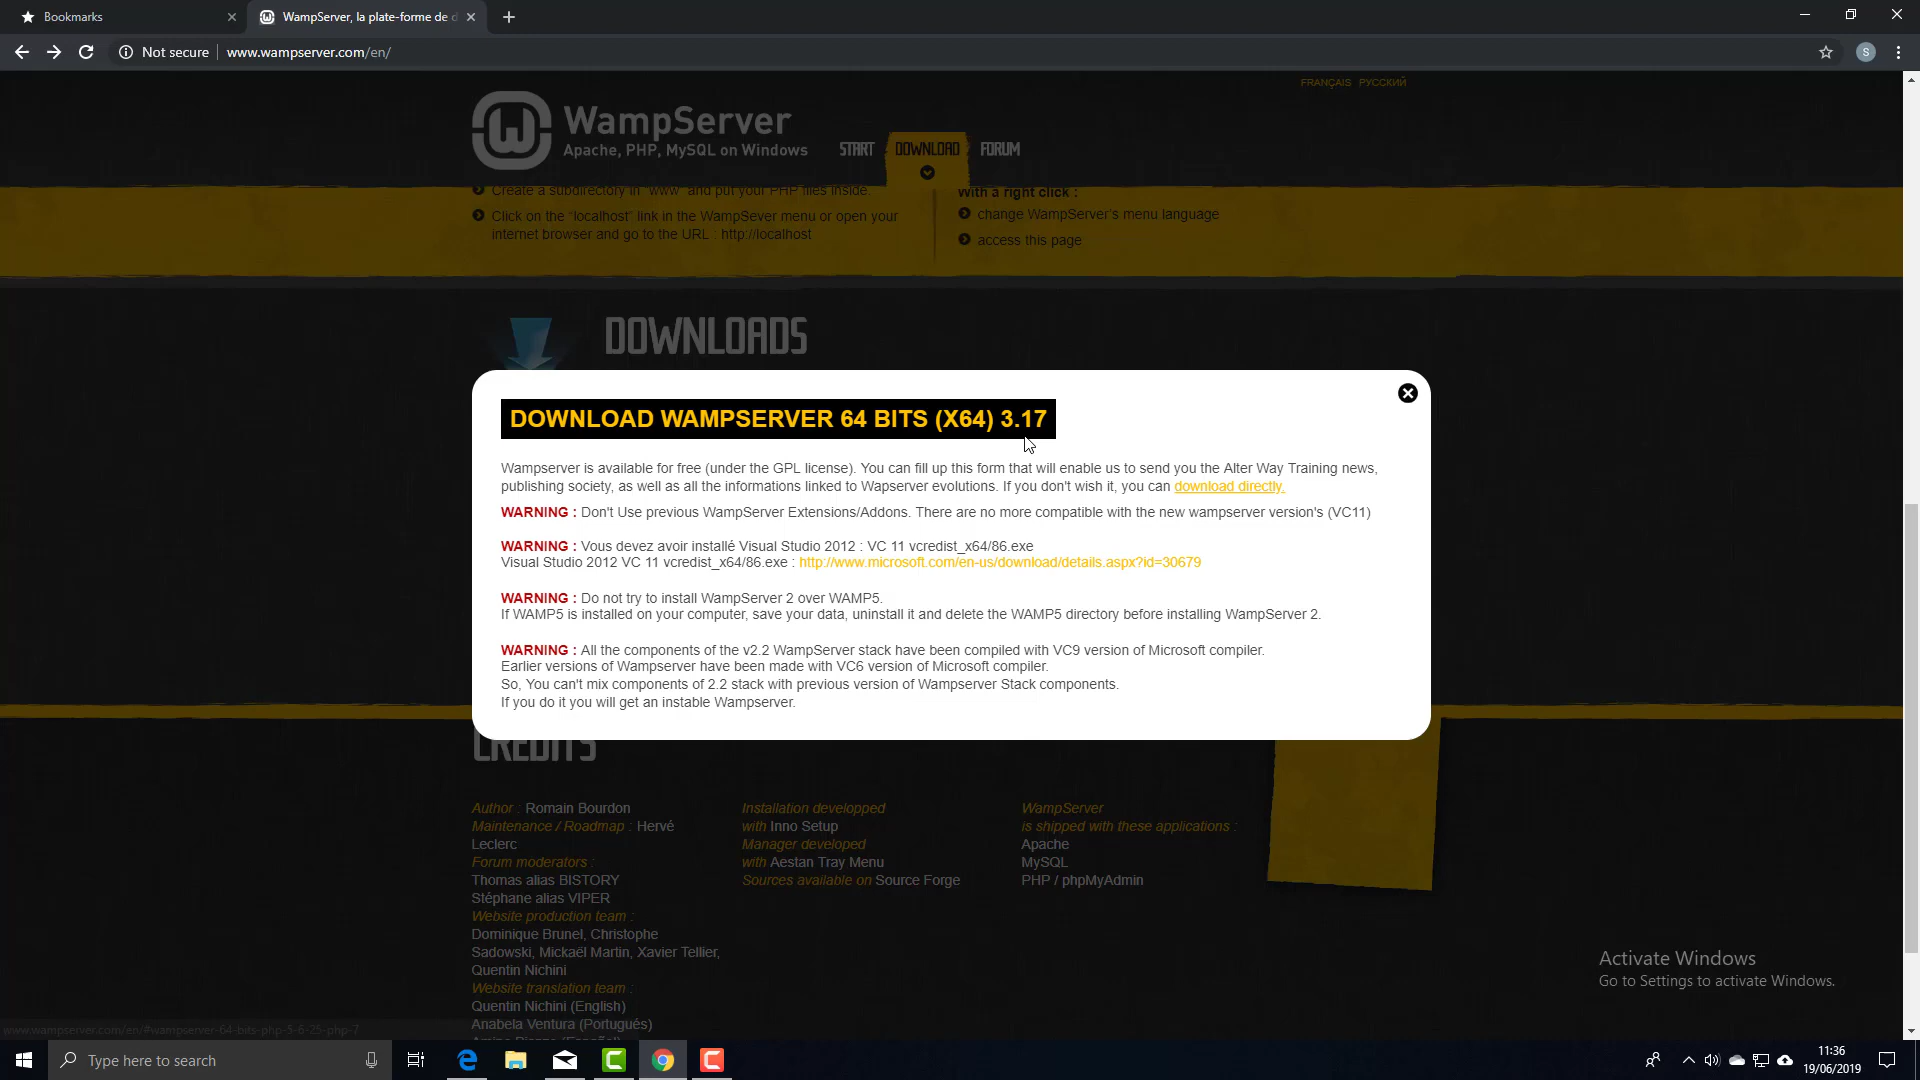 Bookmarks
WampServer, la plate-forme de d
Not secure
www.wampserver.com/en/
S
FRANÇAIS РУССКИЙ
WampServer
Apache, PHP, MySQL on Windows
START
DOWNLOAD
FORUM
Create a subdirectory in "www" and put your PHP files inside.
Click on the "localhost" link in the WampSever menu or open your
internet browser and go to the URL : http://localhost
With a right click :
change WampServer's menu language
access this page
DOWNLOADS
DOWNLOAD WAMPSERVER 64 BITS (X64) 3.17
Wampserver is available for free (under the GPL license). You can fill up this form that will enable us to send you the Alter Way Training news,
publishing society, as well as all the informations linked to Wapserver evolutions. If you don't wish it, you can download directly.
WARNING : Don't Use previous WampServer Extensions/Addons. There are no more compatible with the new wampserver version's (VC11)
WARNING : Vous devez avoir installé Visual Studio 2012 : VC 11 vcredist_x64/86.exe
Visual Studio 2012 VC 11 vcredist_x64/86.exe : http://www.microsoft.com/en-us/download/details.aspx?id=30679
WARNING : Do not try to install WampServer 2 over WAMP5.
If WAMP5 is installed on your computer, save your data, uninstall it and delete the WAMP5 directory before installing WampServer 2.
WARNING : All the components of the v2.2 WampServer stack have been compiled with VC9 version of Microsoft compiler.
Earlier versions of Wampserver have been made with VC6 version of Microsoft compiler.
So, You can't mix components of 2.2 stack with previous version of Wampserver Stack components.
If you do it you will get an instable Wampserver.
CREDITS
Author : Romain Bourdon
Maintenance / Roadmap : Hervé
Leclerc
Forum moderators :
Thomas alias BISTORY
Stéphane alias VIPER
Website production team :
Dominique Brunel, Christophe
Sadowski, Mickaël Martin, Xavier Tellier,
Quentin Nichini
Website translation team :
Quentin Nichini (English)
Anabela Ventura (Portugués)
Installation developped
with Inno Setup
Manager developed
with Aestan Tray Menu
Sources available on Source Forge
WampServer
is shipped with these applications :
Apache
MySQL
PHP / phpMyAdmin
Activate Windows
Go to Settings to activate Windows.
www.wampserver.com/en/#wampserver-64-bits-php-5-6-25-php-7
Type here to search
11:36
19/06/2019